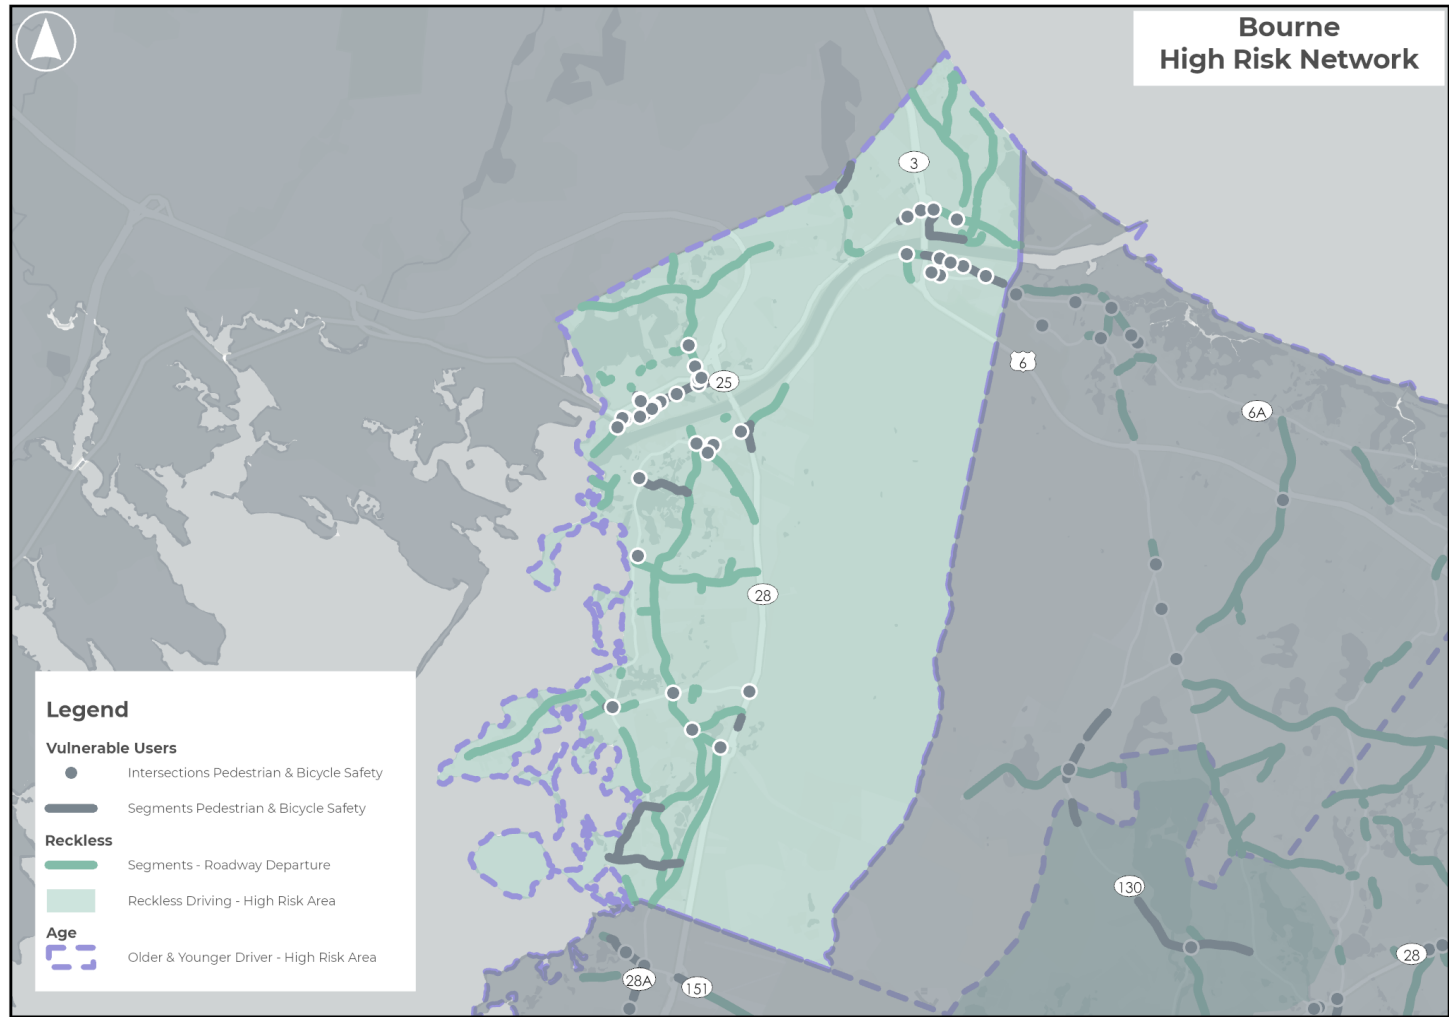 Bourne
High Risk Network
3
25
6
6A
28
130
28
28A
151
Legend
Vulnerable Users
Intersections Pedestrian & Bicycle Safety
Segments Pedestrian & Bicycle Safety
Reckless
Segments - Roadway Departure
Reckless Driving - High Risk Area
Age
Older & Younger Driver - High Risk Area